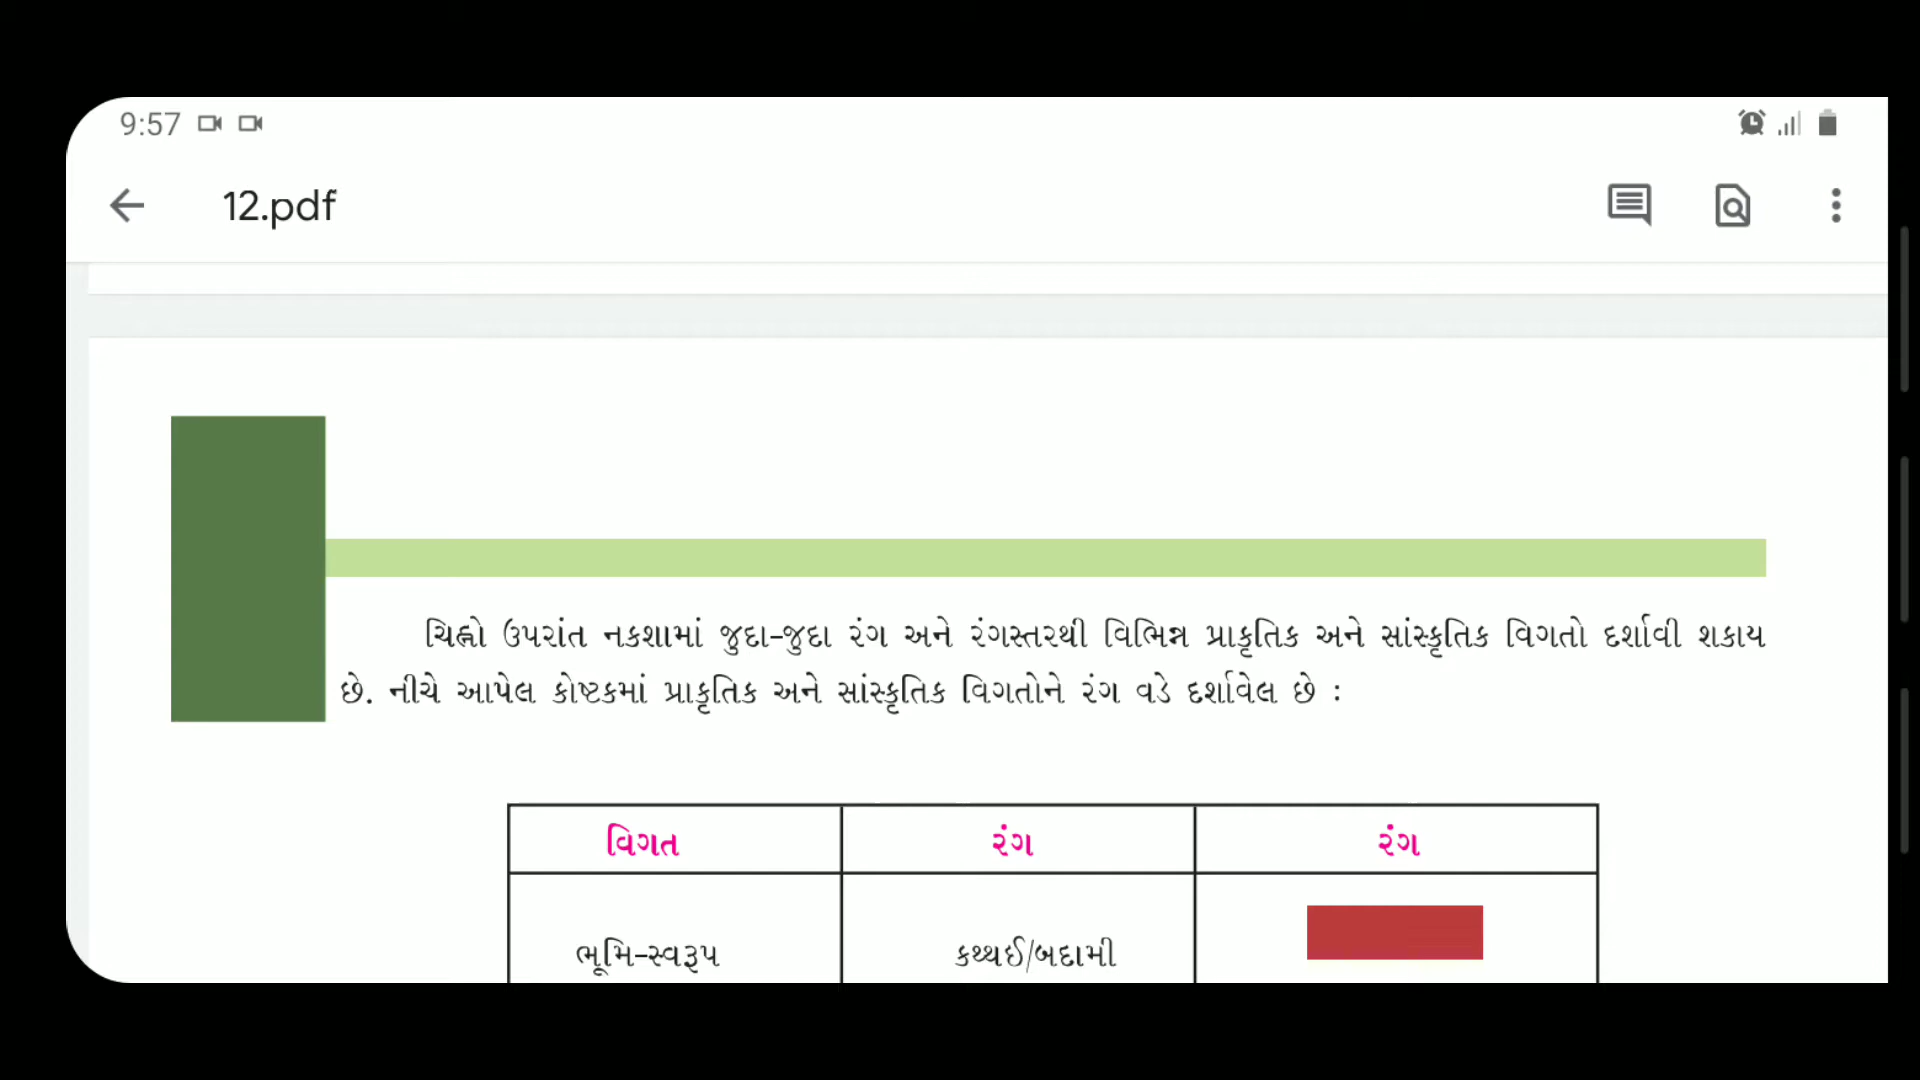 9:57
12.pdf
ચિહ્નો ઉપરાંત નકશામાં જુદા-જુદા રંગ અને રંગસ્તરથી વિભિન્ન પ્રાકૃતિક અને સાંસ્કૃતિક વિગતો દર્શાવી શકાય
છે. નીચે આપેલ કોષ્ટકમાં પ્રાકૃતિક અને સાંસ્કૃતિક વિગતોને રંગ વડે દર્શાવેલ છે :
વિગત રંગ રંગ
ભૂમિ-સ્વરૂપ કથ્થઈ/બદામી